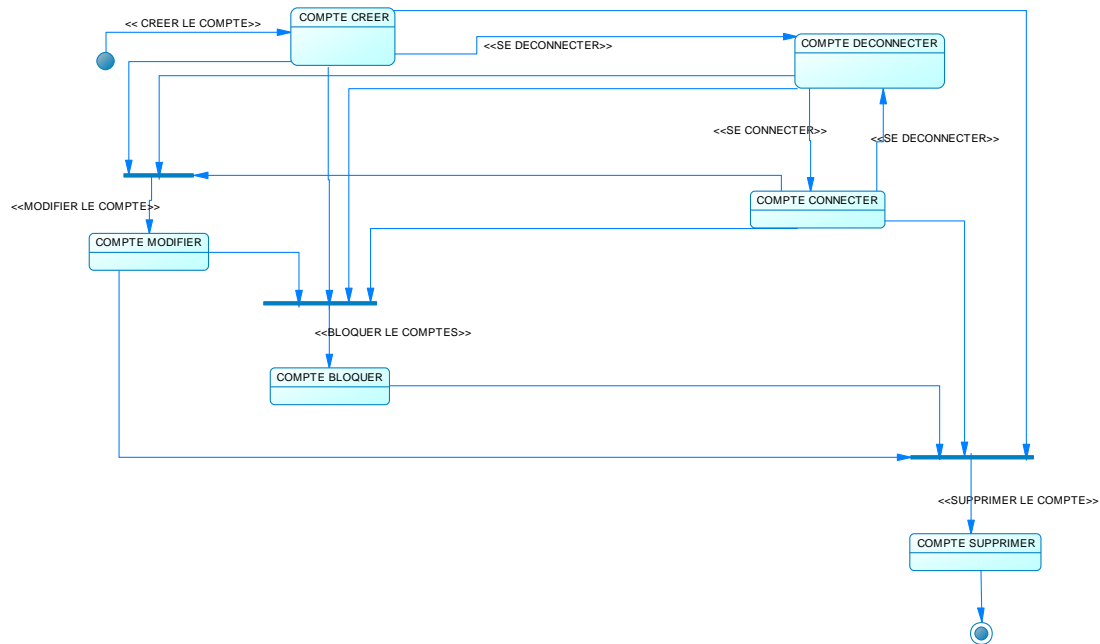 << CREER LE COMPTE>>
COMPTE CREER
<<SE DECONNECTER>>
COMPTE DECONNECTER
<<SE CONNECTER>>
<<SE DECONNECTER>>
COMPTE CONNECTER
<<MODIFIER LE COMPTE>>
COMPTE MODIFIER
<<BLOQUER LE COMPTES>>
COMPTE BLOQUER
<<SUPPRIMER LE COMPTE>>
COMPTE SUPPRIMER